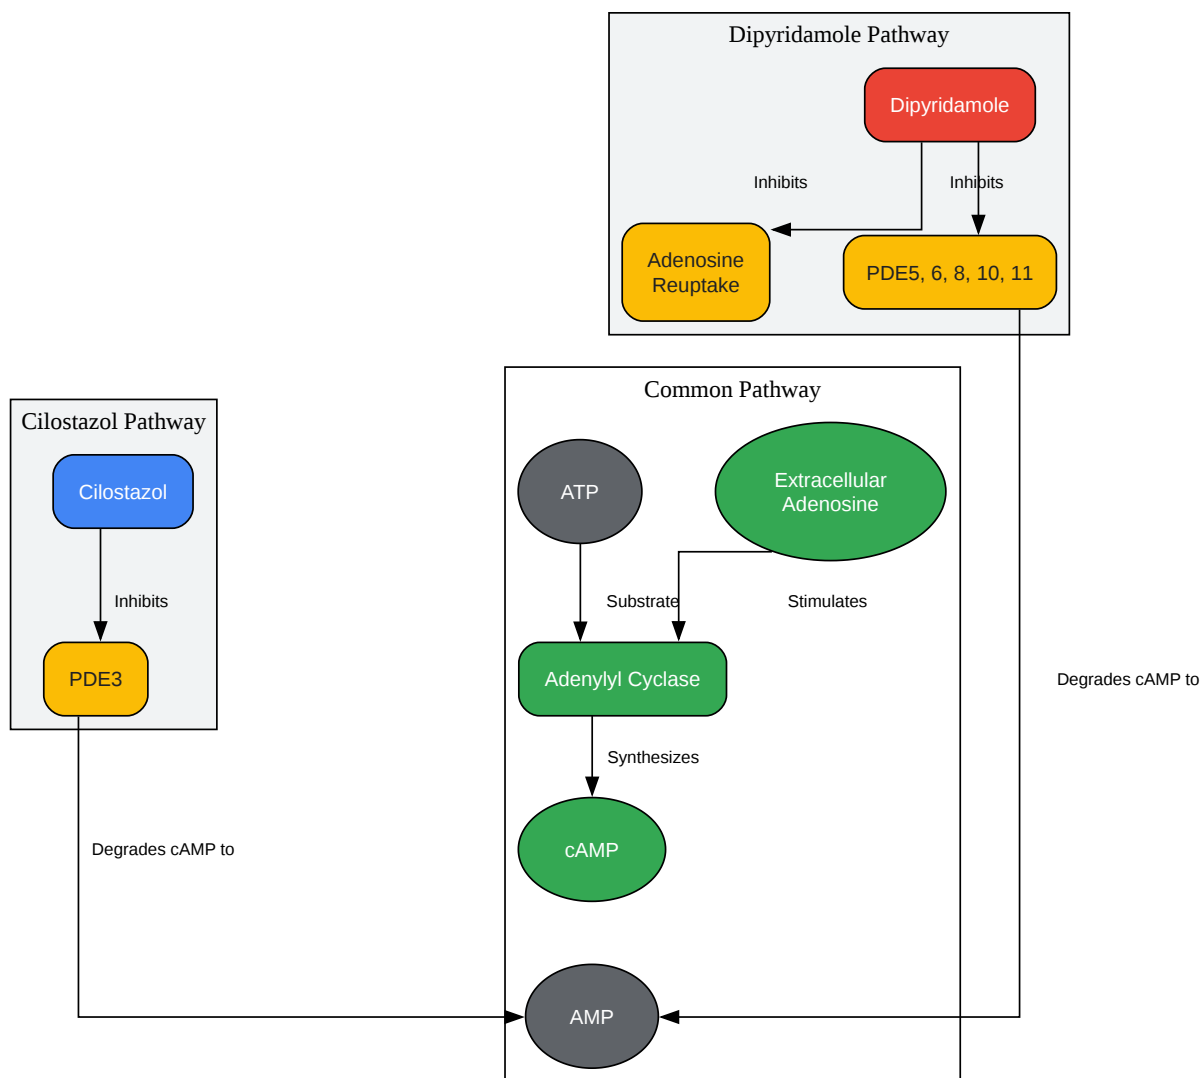 Dipyridamole Pathway
Dipyridamole
Inhibits
Inhibits
Adenosine
Reuptake
PDE5, 6, 8, 10, 11
Common Pathway
Cilostazol Pathway
Cilostazol
Inhibits
PDE3
ATP
Extracellular
Adenosine
Substrate
Stimulates
Adenylyl Cyclase
Synthesizes
cAMP
Degrades cAMP to
Degrades cAMP to
AMP